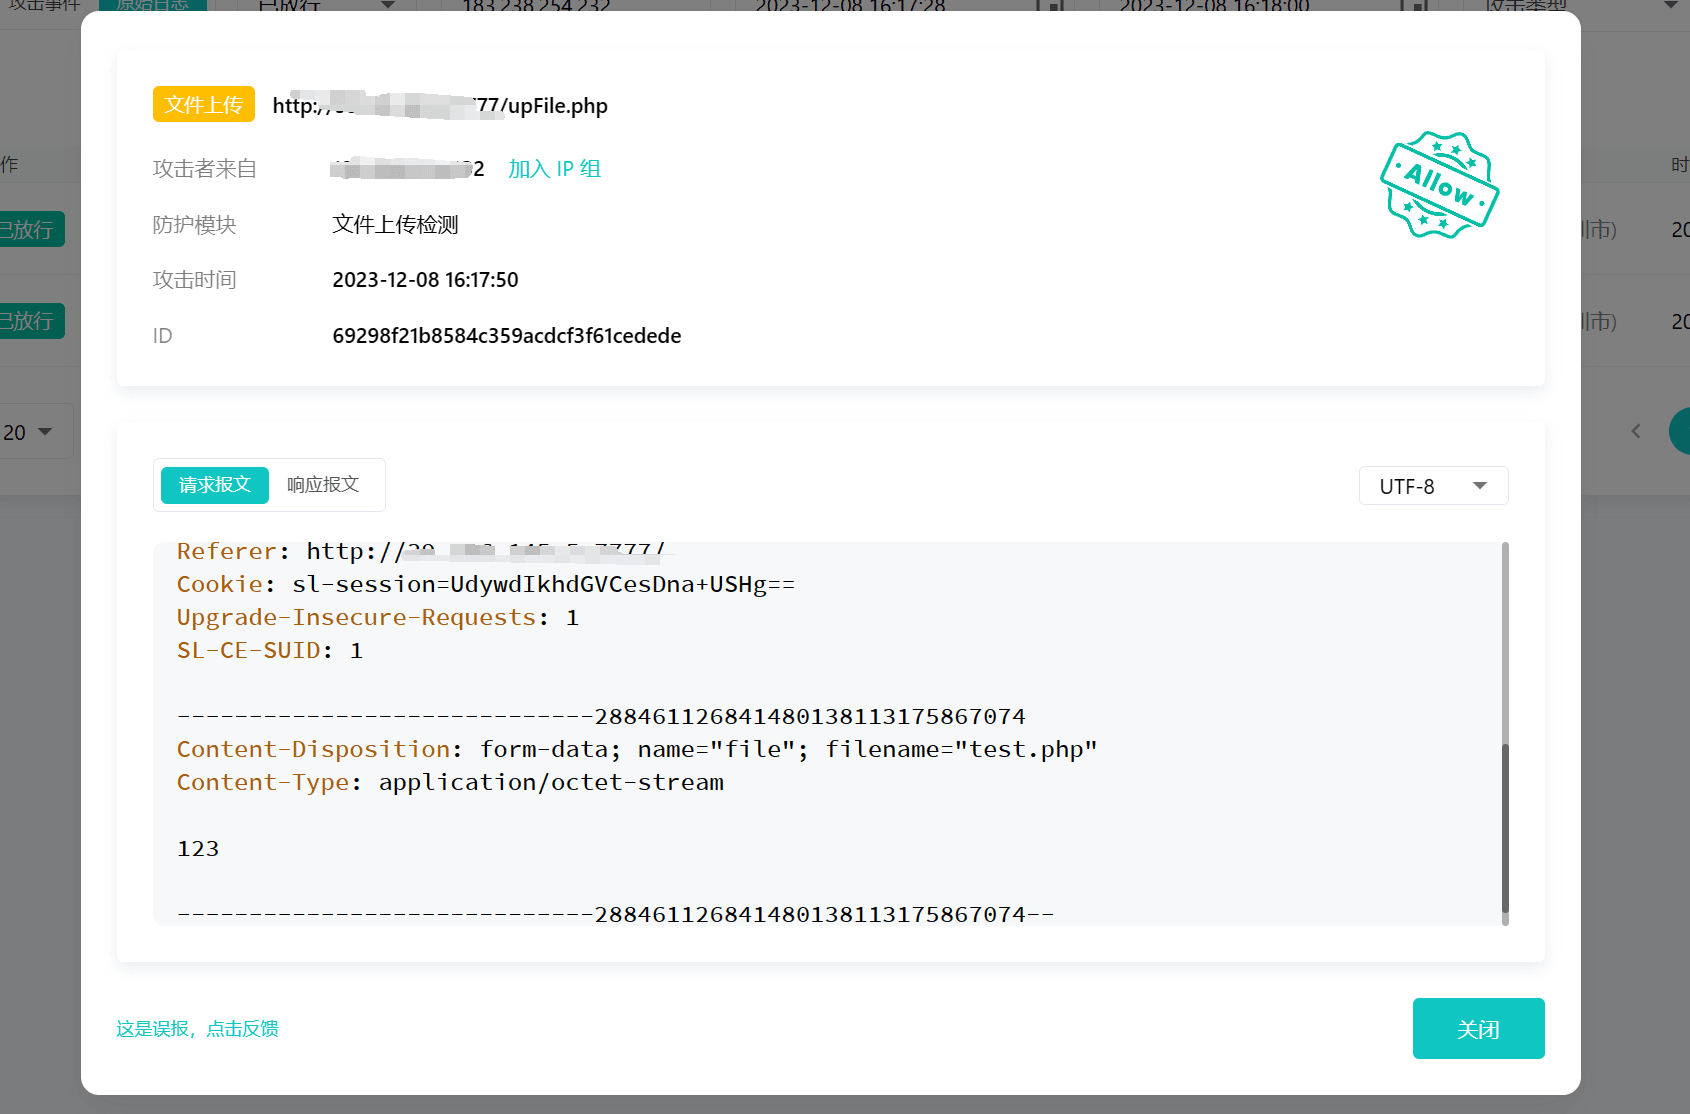 攻击事件 原始日志 已放行 183.238.254.232 2023-12-08 16:17:28 2023-12-08 16:18:00 攻击类型
文件上传 http:/ 77/upFile.php
作 攻击者来自 2 加入 IP 组 时
Allow
已放行 防护模块 文件上传检测 圳市) 20
攻击时间 2023-12-08 16:17:50
已放行 ID 69298f21b8584c359acdcf3f61cedede 圳市) 20
20
请求报文 响应报文 UTF-8
Referer: http://
Cookie: sl-session=UdywdIkhdGVCesDna+USHg==
Upgrade-Insecure-Requests: 1
SL-CE-SUID: 1
-----------------------------288461126841480138113175867074
Content-Disposition: form-data; name="file"; filename="test.php"
Content-Type: application/octet-stream
123
-----------------------------288461126841480138113175867074--
这是误报，点击反馈 关闭